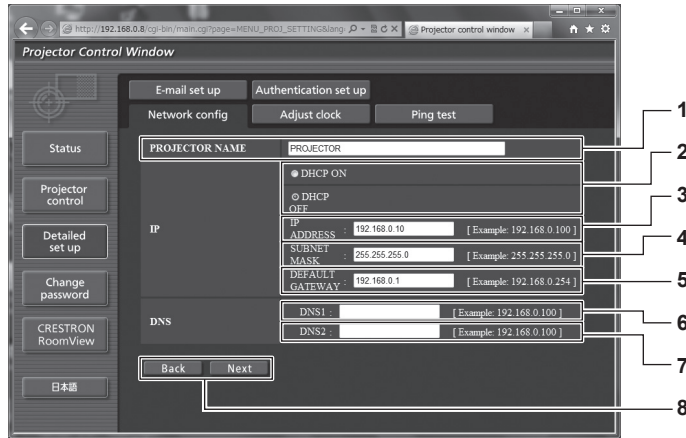 http://192.168.0.8/cgi-bin/main.cgi?page=MENU_PROJ_SETTING&lang
Projector control window
Projector Control Window
E-mail set up
Authentication set up
Network config
Adjust clock
Ping test
Status
Projector
control
Detailed
set up
Change
password
CRESTRON
RoomView
日本語
PROJECTOR NAME
PROJECTOR
IP
DHCP ON
DHCP
OFF
IP
ADDRESS : 192.168.0.10 [ Example: 192.168.0.100 ]
SUBNET
MASK : 255.255.255.0 [ Example: 255.255.255.0 ]
DEFAULT
GATEWAY : 192.168.0.1 [ Example: 192.168.0.254 ]
DNS
DNS1 : [ Example: 192.168.0.100 ]
DNS2 : [ Example: 192.168.0.100 ]
Back
Next
1
2
3
4
5
6
7
8